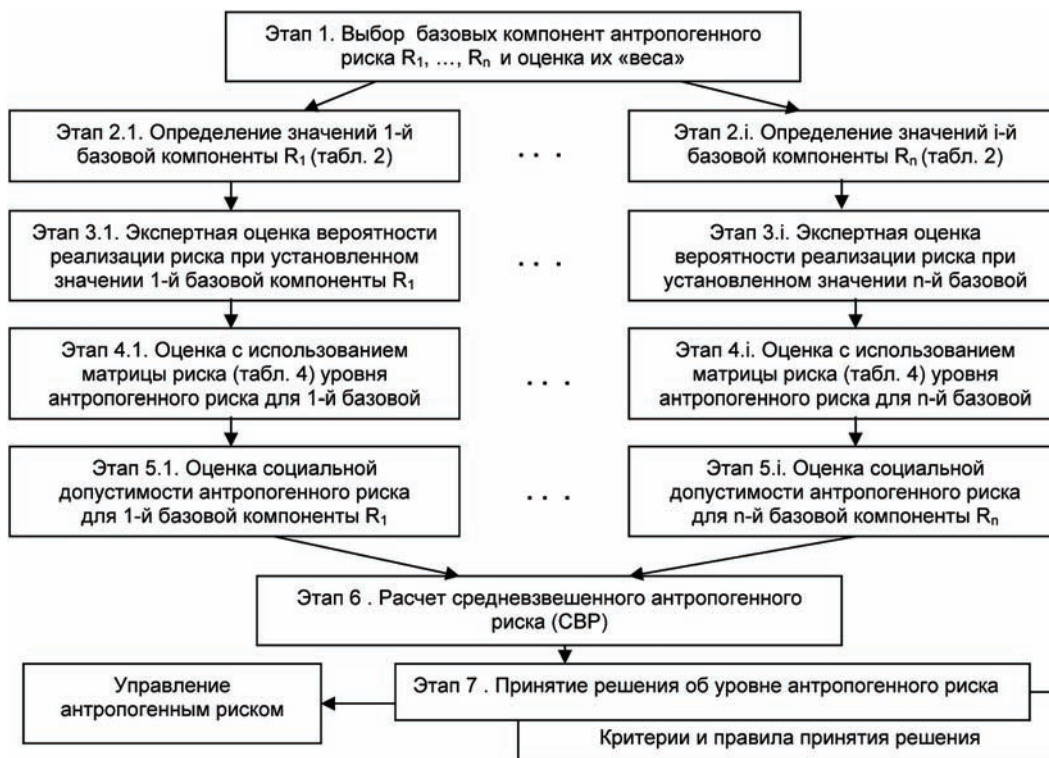 Этап 1. Выбор базовых компонент антропогенного
риска R₁, …, Rₙ и оценка их «веса»
Этап 2.1. Определение значений 1-й
базовой компоненты R₁ (табл. 2)
. . .
Этап 2.i. Определение значений i-й
базовой компоненты Rₙ (табл. 2)
Этап 3.1. Экспертная оценка вероятности
реализации риска при установленном
значении 1-й базовой компоненты R₁
. . .
Этап 3.i. Экспертная оценка
вероятности реализации риска при
установленном значении n-й базовой
Этап 4.1. Оценка с использованием
матрицы риска (табл. 4) уровня
антропогенного риска для 1-й базовой
. . .
Этап 4.i. Оценка с использованием
матрицы риска (табл. 4) уровня
антропогенного риска для n-й базовой
Этап 5.1. Оценка социальной
допустимости антропогенного риска
для 1-й базовой компоненты R₁
. . .
Этап 5.i. Оценка социальной
допустимости антропогенного риска
для n-й базовой компоненты Rₙ
Этап 6 . Расчет средневзвешенного антропогенного
риска (СВР)
Управление
антропогенным риском
Этап 7 . Принятие решения об уровне антропогенного риска
Критерии и правила принятия решения